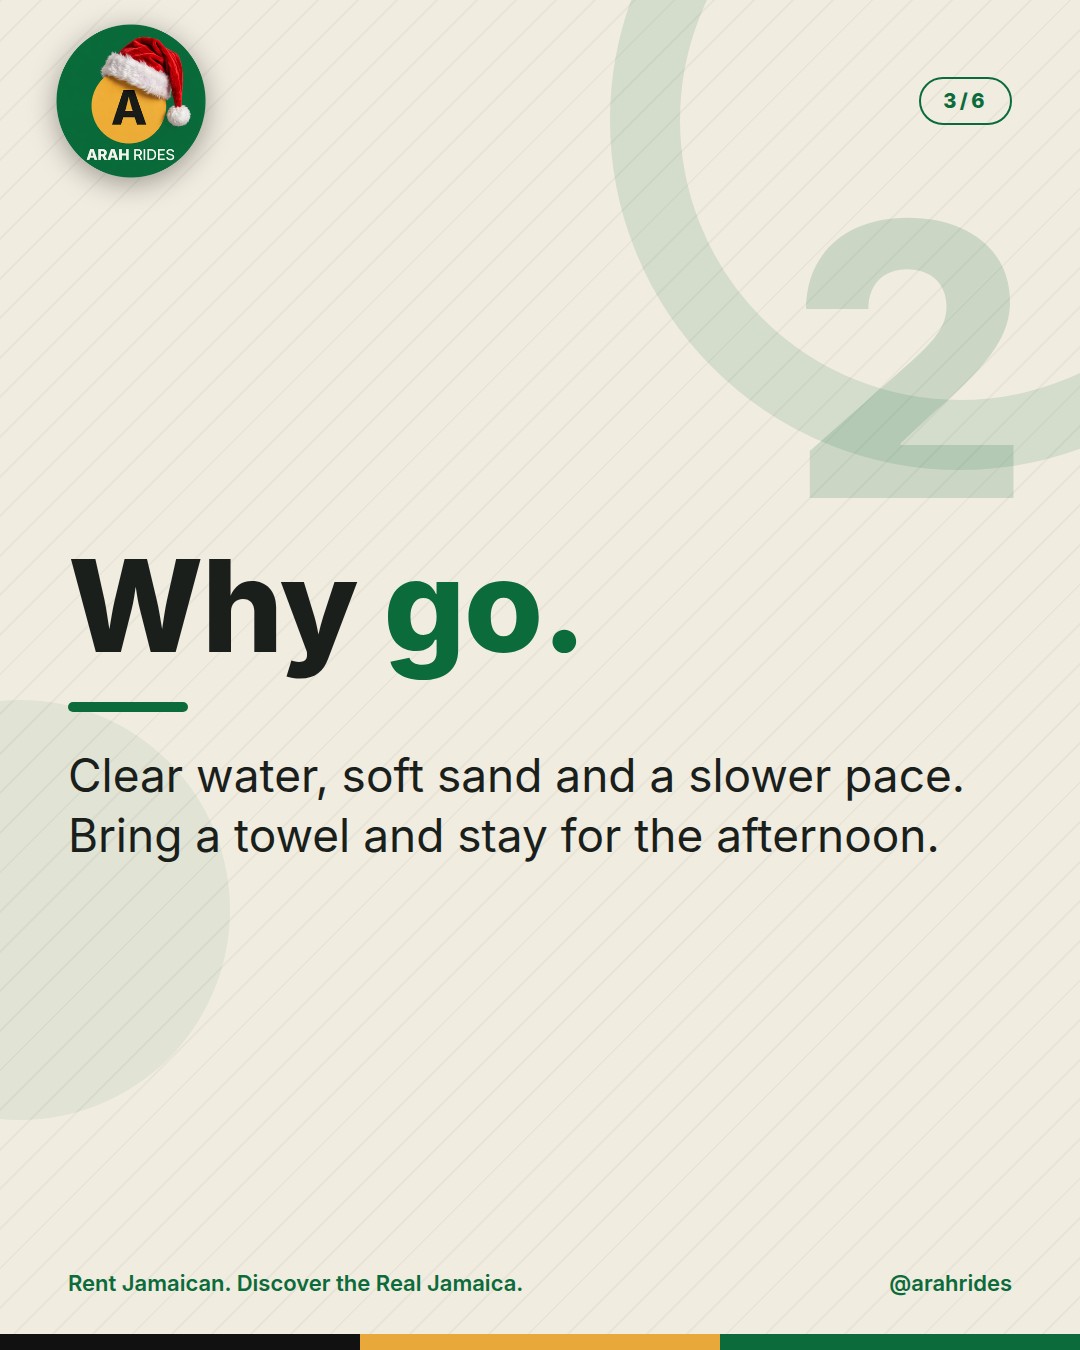 A
ARAH RIDES
3/6
2
Why go.
Clear water, soft sand and a slower pace.
Bring a towel and stay for the afternoon.
Rent Jamaican. Discover the Real Jamaica.
@arahrides